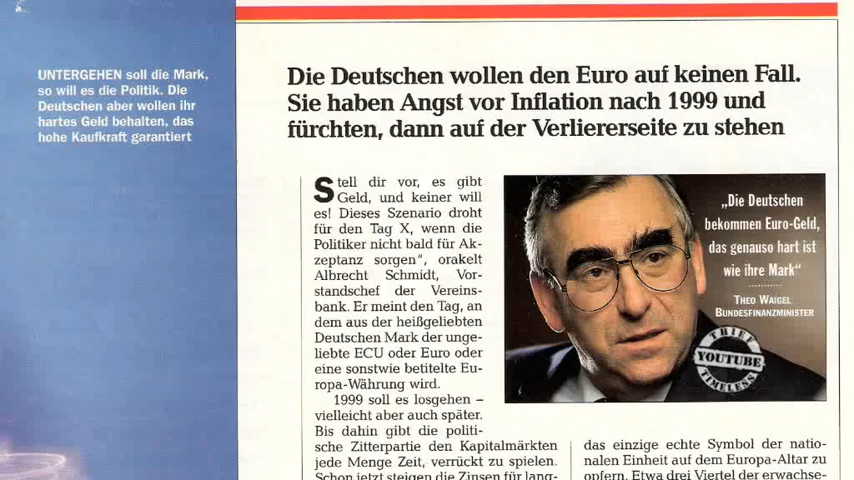 UNTERGEHEN soll die Mark,
so will es die Politik. Die
Deutschen aber wollen ihr
hartes Geld behalten, das
hohe Kaufkraft garantiert
Die Deutschen wollen den Euro auf keinen Fall.
Sie haben Angst vor Inflation nach 1999 und
fürchten, dann auf der Verliererseite zu stehen
Stell dir vor, es gibt
Geld, und keiner will
es! Dieses Szenario droht
für den Tag X, wenn die
Politiker nicht bald für Ak-
zeptanz sorgen“, orakelt
Albrecht Schmidt, Vor-
standschef der Vereins-
bank. Er meint den Tag, an
dem aus der heißgeliebten
Deutschen Mark der unge-
liebte ECU oder Euro oder
eine sonstwie betitelte Eu-
ropa-Währung wird.
1999 soll es losgehen –
vielleicht aber auch später.
Bis dahin gibt die politi-
sche Zitterpartie den Kapitalmärkten
jede Menge Zeit, verrückt zu spielen.
Schon jetzt steigen die Zinsen für lang-
„Die Deutschen
bekommen Euro-Geld,
das genauso hart ist
wie ihre Mark“
THEO WAIGEL
BUNDESFINANZMINISTER
THIEF
YOUTUBE
TIMELESS
das einzige echte Symbol der natio-
nalen Einheit auf dem Europa-Altar zu
opfern. Etwa drei Viertel der erwachse-